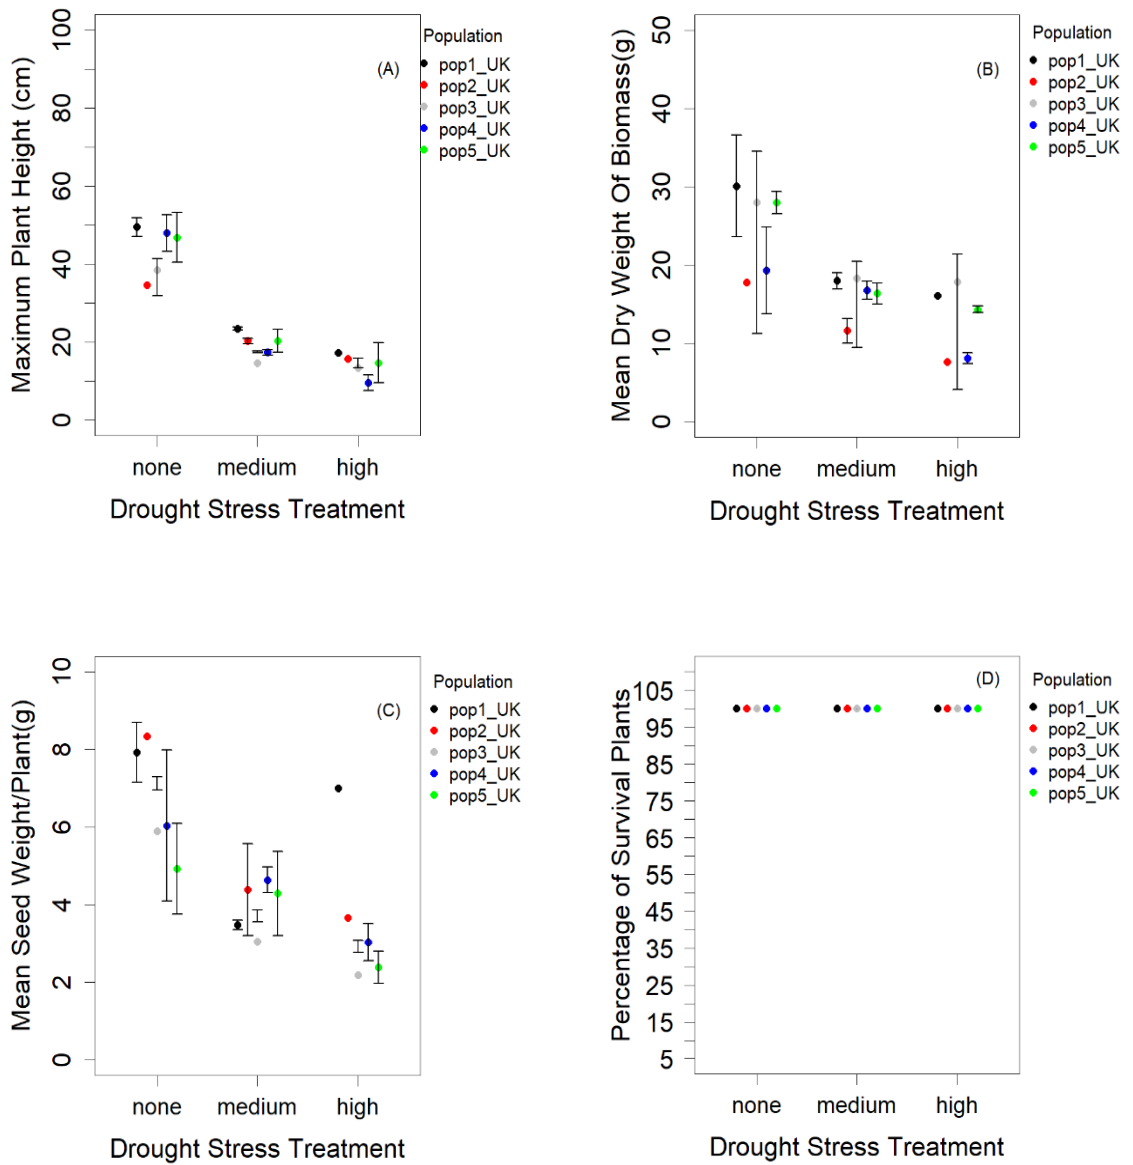 Maximum Plant Height (cm)
100
80
60
40
20
0
none medium high
Drought Stress Treatment
(A)
Population
pop1_UK
pop2_UK
pop3_UK
pop4_UK
pop5_UK
Mean Dry Weight Of Biomass(g)
50
40
30
20
10
0
none medium high
Drought Stress Treatment
(B)
Population
pop1_UK
pop2_UK
pop3_UK
pop4_UK
pop5_UK
Mean Seed Weight/Plant(g)
10
8
6
4
2
0
none medium high
Drought Stress Treatment
(C)
Population
pop1_UK
pop2_UK
pop3_UK
pop4_UK
pop5_UK
Percentage of Survival Plants
105
95
85
75
65
55
45
35
25
15
5
none medium high
Drought Stress Treatment
(D)
Population
pop1_UK
pop2_UK
pop3_UK
pop4_UK
pop5_UK